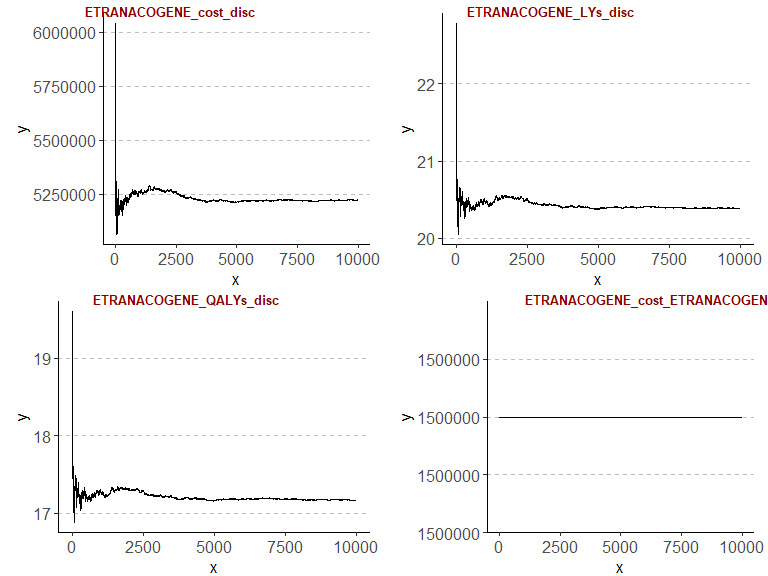 ETRANACOGENE_cost_disc
y
6000000
5750000
5500000
5250000
0 2500 5000 7500 10000
x
ETRANACOGENE_LYs_disc
y
22
21
20
0 2500 5000 7500 10000
x
ETRANACOGENE_QALYs_disc
y
19
18
17
0 2500 5000 7500 10000
x
ETRANACOGENE_cost_ETRANACOGEN
y
1500000
1500000
1500000
1500000
0 2500 5000 7500 10000
x